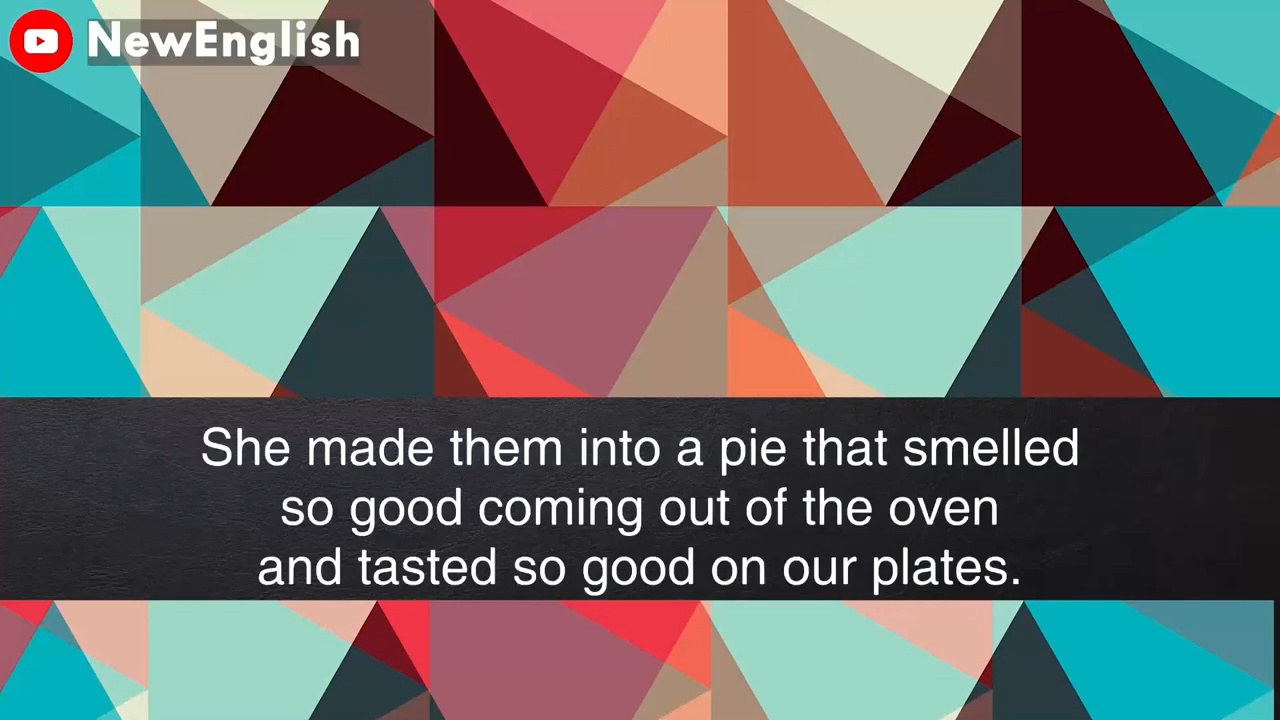 NewEnglish
She made them into a pie that smelled
so good coming out of the oven
and tasted so good on our plates.